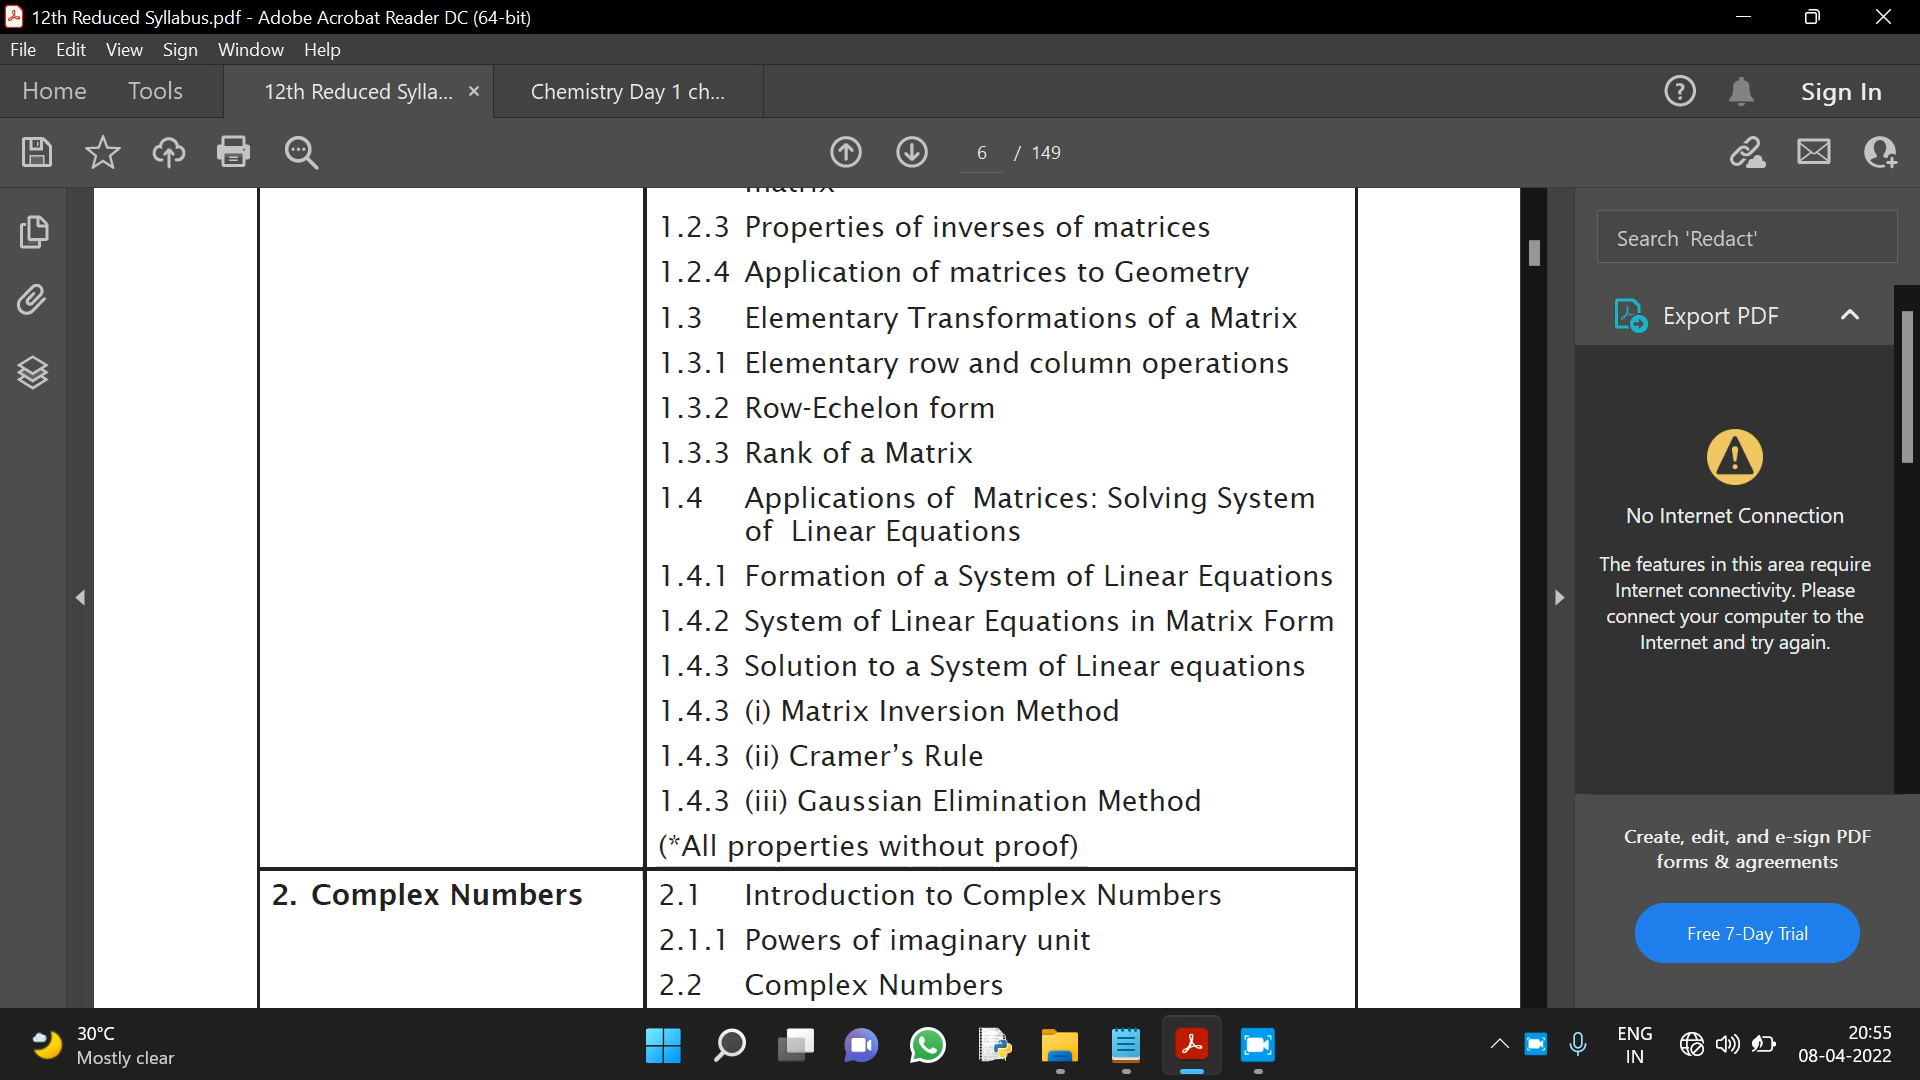 12th Reduced Syllabus.pdf - Adobe Acrobat Reader DC (64-bit)
File Edit View Sign Window Help
Home Tools 12th Reduced Sylla... × Chemistry Day 1 ch... Sign In
6 / 149
1.2.3 Properties of inverses of matrices
1.2.4 Application of matrices to Geometry
1.3 Elementary Transformations of a Matrix
1.3.1 Elementary row and column operations
1.3.2 Row-Echelon form
1.3.3 Rank of a Matrix
1.4 Applications of Matrices: Solving System
of Linear Equations
1.4.1 Formation of a System of Linear Equations
1.4.2 System of Linear Equations in Matrix Form
1.4.3 Solution to a System of Linear equations
1.4.3 (i) Matrix Inversion Method
1.4.3 (ii) Cramer's Rule
1.4.3 (iii) Gaussian Elimination Method
(*All properties without proof)
2. Complex Numbers
2.1 Introduction to Complex Numbers
2.1.1 Powers of imaginary unit
2.2 Complex Numbers
Search 'Redact'
Export PDF
No Internet Connection
The features in this area require
Internet connectivity. Please
connect your computer to the
Internet and try again.
Create, edit, and e-sign PDF
forms & agreements
Free 7-Day Trial
30°C
Mostly clear
ENG
IN
20:55
08-04-2022